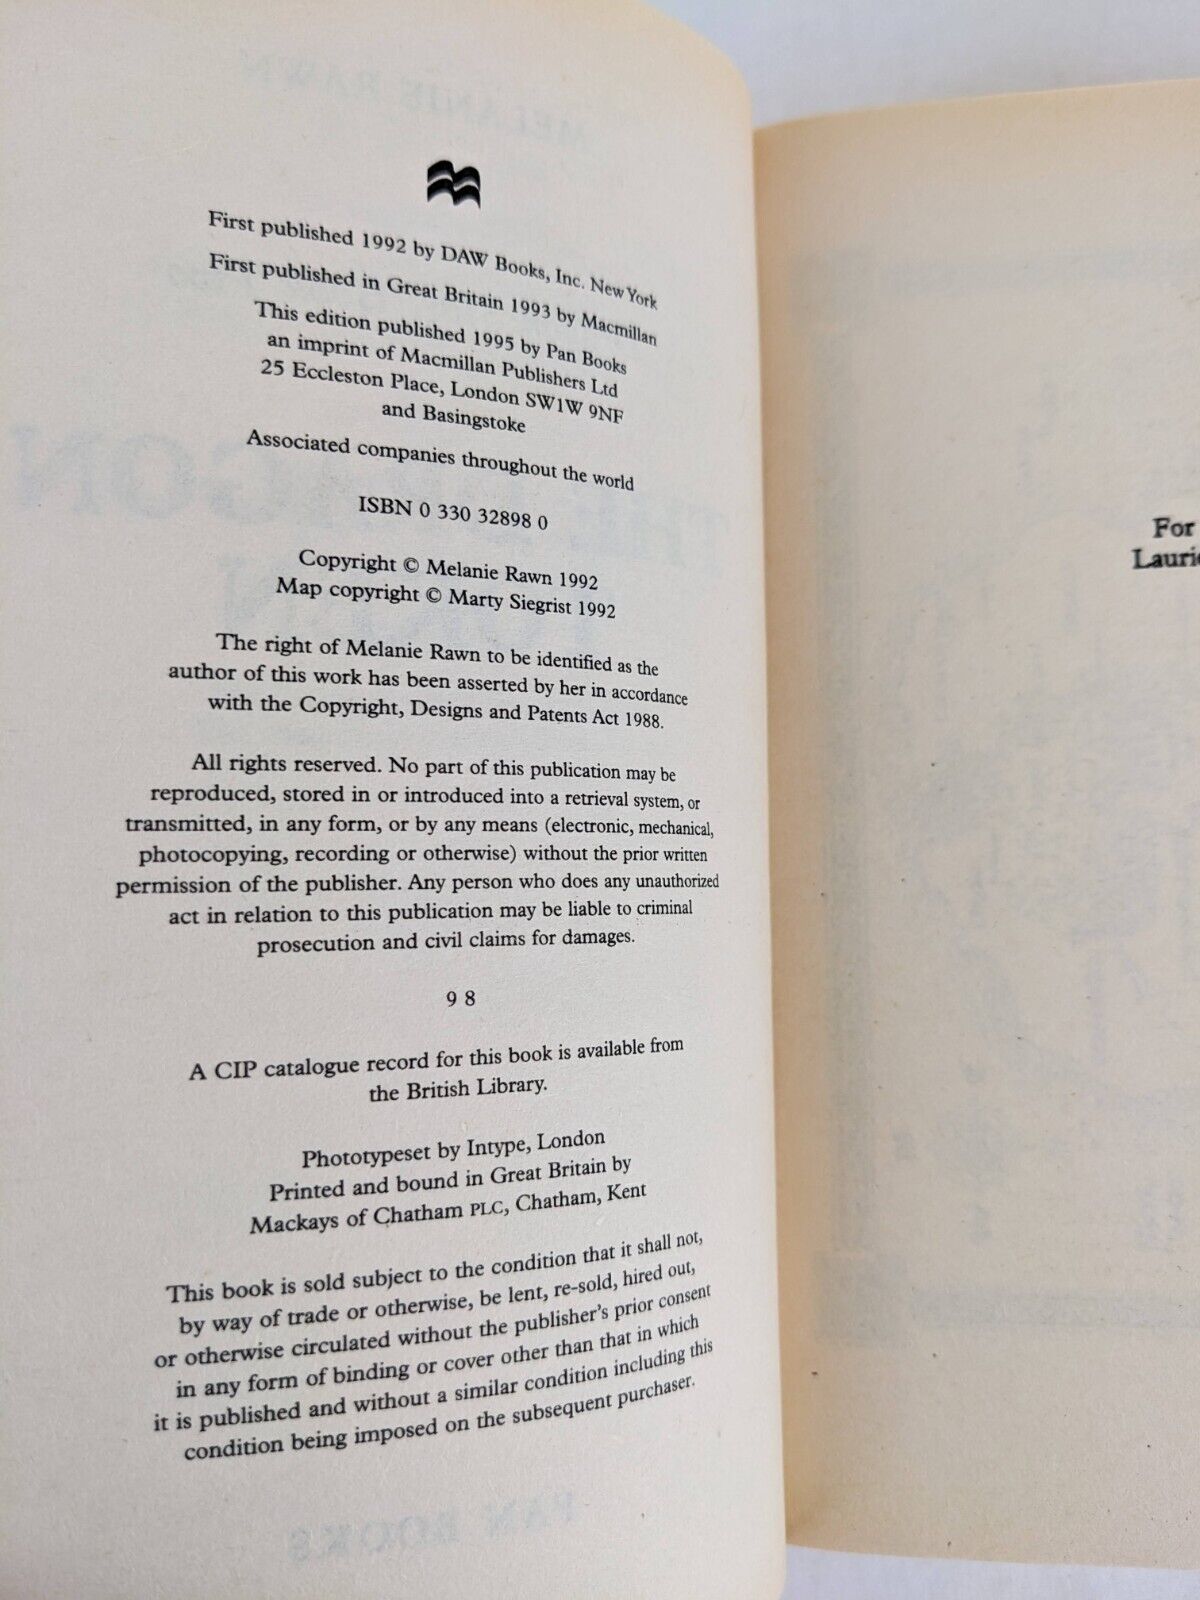 First published 1992 by DAW Books, Inc. New York
First published in Great Britain 1993 by Macmillan
This edition published 1995 by Pan Books
an imprint of Macmillan Publishers Ltd
25 Eccleston Place, London SW1W 9NF
and Basingstoke
Associated companies throughout the world
ISBN 0 330 32898 0
Copyright © Melanie Rawn 1992
Map copyright © Marty Siegrist 1992
The right of Melanie Rawn to be identified as the
author of this work has been asserted by her in accordance
with the Copyright, Designs and Patents Act 1988.
All rights reserved. No part of this publication may be
reproduced, stored in or introduced into a retrieval system, or
transmitted, in any form, or by any means (electronic, mechanical,
photocopying, recording or otherwise) without the prior written
permission of the publisher. Any person who does any unauthorized
act in relation to this publication may be liable to criminal
prosecution and civil claims for damages.
9 8
A CIP catalogue record for this book is available from
the British Library.
Phototypeset by Intype, London
Printed and bound in Great Britain by
Mackays of Chatham PLC, Chatham, Kent
This book is sold subject to the condition that it shall not,
by way of trade or otherwise, be lent, re-sold, hired out,
or otherwise circulated without the publisher's prior consent
in any form of binding or cover other than that in which
it is published and without a similar condition including this
condition being imposed on the subsequent purchaser.
For